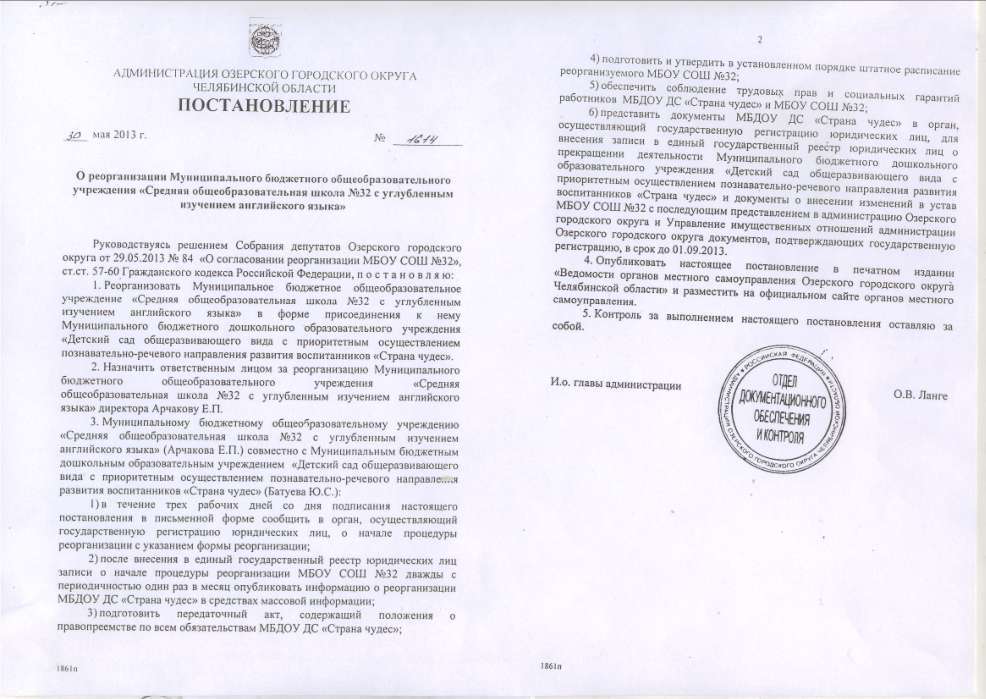 АДМИНИСТРАЦИЯ ОЗЕРСКОГО ГОРОДСКОГО ОКРУГА
ЧЕЛЯБИНСКОЙ ОБЛАСТИ
ПОСТАНОВЛЕНИЕ
30 мая 2013 г. № 1614
О реорганизации Муниципального бюджетного общеобразовательного
учреждения «Средняя общеобразовательная школа №32 с углубленным
изучением английского языка»
Руководствуясь решением Собрания депутатов Озерского городского
округа от 29.05.2013 № 84 «О согласовании реорганизации МБОУ СОШ №32»,
ст.ст. 57-60 Гражданского кодекса Российской Федерации, п о с т а н о в л я ю:
1. Реорганизовать Муниципальное бюджетное общеобразовательное
учреждение «Средняя общеобразовательная школа №32 с углубленным
изучением английского языка» в форме присоединения к нему
Муниципального бюджетного дошкольного образовательного учреждения
«Детский сад общеразвивающего вида с приоритетным осуществлением
познавательно-речевого направления развития воспитанников «Страна чудес».
2. Назначить ответственным лицом за реорганизацию Муниципального
бюджетного общеобразовательного учреждения «Средняя
общеобразовательная школа №32 с углубленным изучением английского
языка» директора Арчакову Е.П.
3. Муниципальному бюджетному общеобразовательному учреждению
«Средняя общеобразовательная школа №32 с углубленным изучением
английского языка» (Арчакова Е.П.) совместно с Муниципальным бюджетным
дошкольным образовательным учреждением «Детский сад общеразвивающего
вида с приоритетным осуществлением познавательно-речевого направления
развития воспитанников «Страна чудес» (Батуева Ю.С.):
1) в течение трех рабочих дней со дня подписания настоящего
постановления в письменной форме сообщить в орган, осуществляющий
государственную регистрацию юридических лиц, о начале процедуры
реорганизации с указанием формы реорганизации;
2) после внесения в единый государственный реестр юридических лиц
записи о начале процедуры реорганизации МБОУ СОШ №32 дважды с
периодичностью один раз в месяц опубликовать информацию о реорганизации
МБДОУ ДС «Страна чудес» в средствах массовой информации;
3) подготовить передаточный акт, содержащий положения о
правопреемстве по всем обязательствам МБДОУ ДС «Страна чудес»;
1861п
2
4) подготовить и утвердить в установленном порядке штатное расписание
реорганизуемого МБОУ СОШ №32;
5) обеспечить соблюдение трудовых прав и социальных гарантий
работников МБДОУ ДС «Страна чудес» и МБОУ СОШ №32;
6) представить документы МБДОУ ДС «Страна чудес» в орган,
осуществляющий государственную регистрацию юридических лиц, для
внесения записи в единый государственный реестр юридических лиц о
прекращении деятельности Муниципального бюджетного дошкольного
образовательного учреждения «Детский сад общеразвивающего вида с
приоритетным осуществлением познавательно-речевого направления развития
воспитанников «Страна чудес» и документы о внесении изменений в устав
МБОУ СОШ №32 с последующим представлением в администрацию Озерского
городского округа и Управление имущественных отношений администрации
Озерского городского округа документов, подтверждающих государственную
регистрацию, в срок до 01.09.2013.
4. Опубликовать настоящее постановление в печатном издании
«Ведомости органов местного самоуправления Озерского городского округа
Челябинской области» и разместить на официальном сайте органов местного
самоуправления.
5. Контроль за выполнением настоящего постановления оставляю за
собой.
И.о. главы администрации
О.В. Ланге
РОССИЙСКАЯ ФЕДЕРАЦИЯ
АДМИНИСТРАЦИЯ ОЗЕРСКОГО ГОРОДСКОГО ОКРУГА ЧЕЛЯБИНСКОЙ ОБЛАСТИ
ОТДЕЛ
ДОКУМЕНТАЦИОННОГО
ОБЕСПЕЧЕНИЯ
И КОНТРОЛЯ
1861п